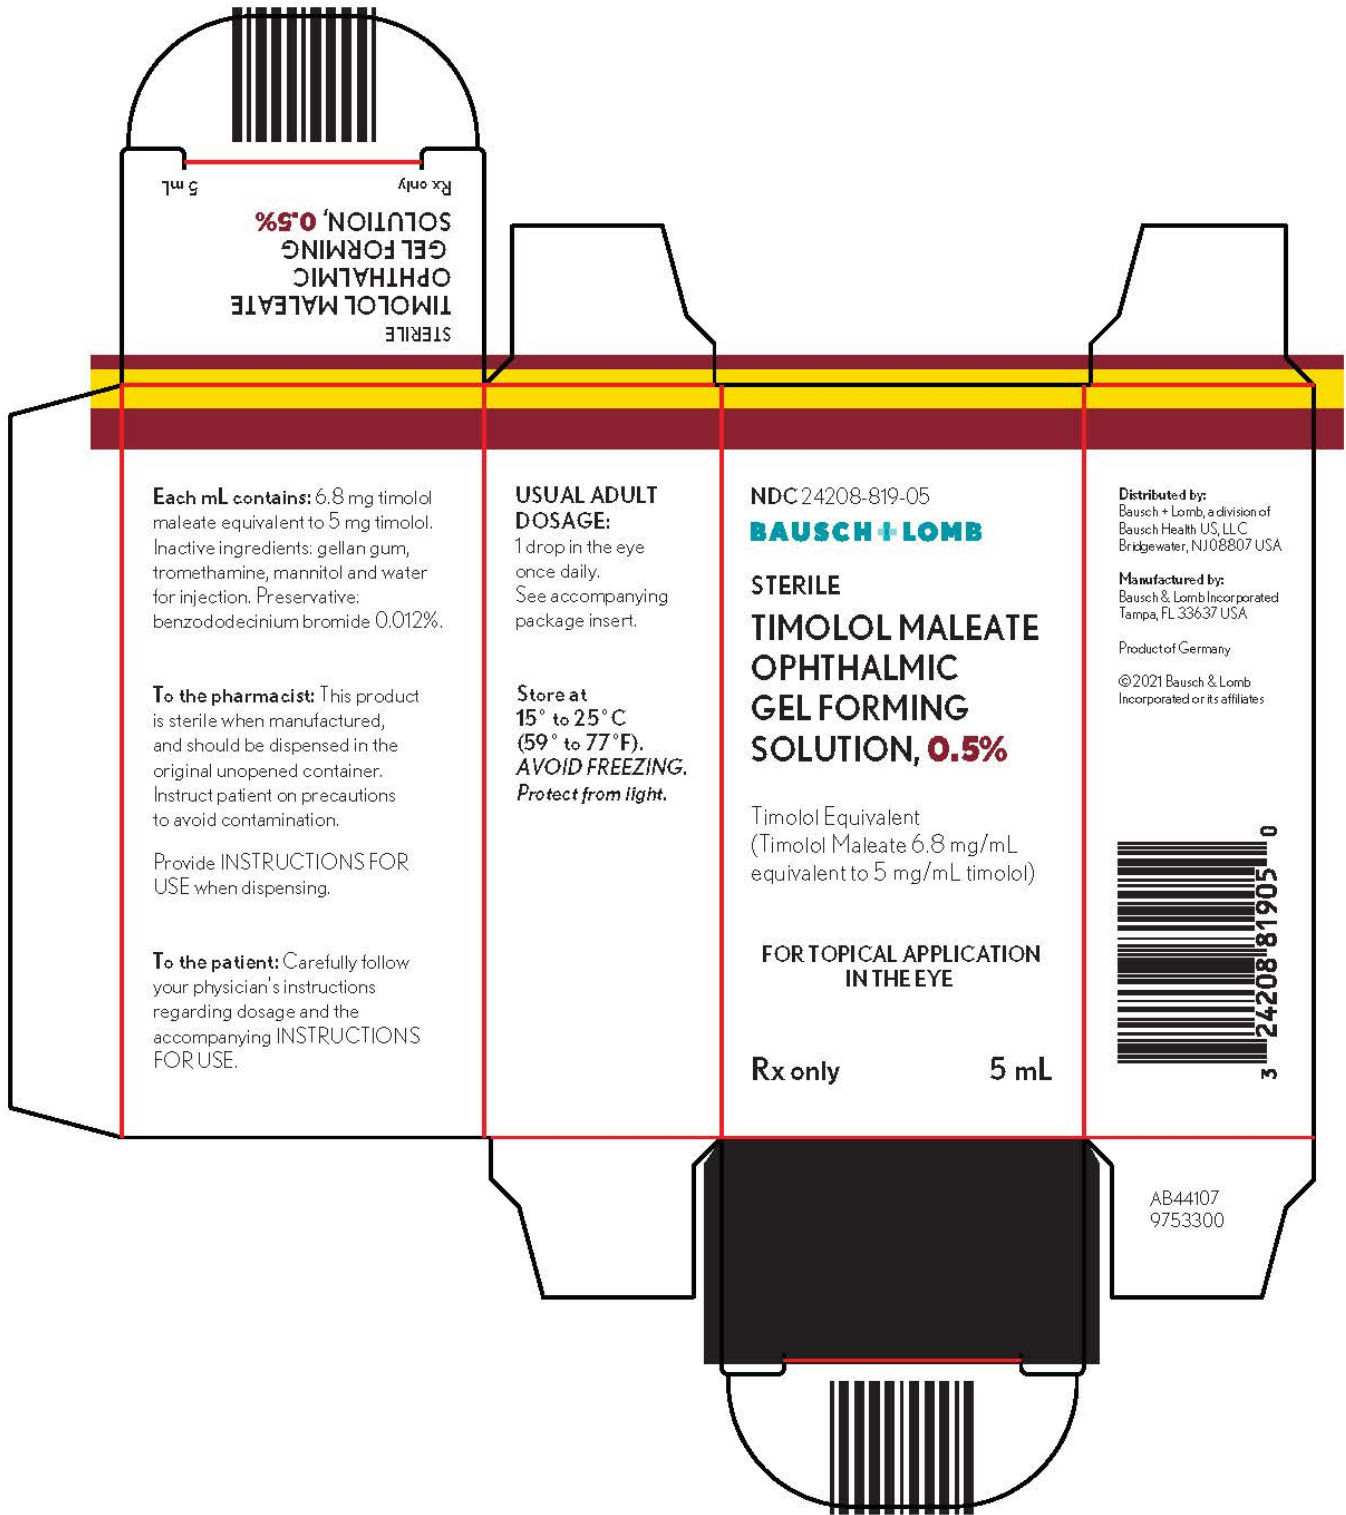 STERILE
TIMOLOL MALEATE
OPHTHALMIC
GEL FORMING
SOLUTION, 0.5%
Rx only 5 mL
Each mL contains: 6.8 mg timolol
maleate equivalent to 5 mg timolol.
Inactive ingredients: gellan gum,
tromethamine, mannitol and water
for injection. Preservative:
benzododecinium bromide 0.012%.
To the pharmacist: This product
is sterile when manufactured,
and should be dispensed in the
original unopened container.
Instruct patient on precautions
to avoid contamination.
Provide INSTRUCTIONS FOR
USE when dispensing.
To the patient: Carefully follow
your physician's instructions
regarding dosage and the
accompanying INSTRUCTIONS
FOR USE.
USUAL ADULT
DOSAGE:
1 drop in the eye
once daily.
See accompanying
package insert.
Store at
15° to 25°C
(59° to 77°F).
AVOID FREEZING.
Protect from light.
NDC 24208-819-05
BAUSCH + LOMB
STERILE
TIMOLOL MALEATE
OPHTHALMIC
GEL FORMING
SOLUTION, 0.5%
Timolol Equivalent
(Timolol Maleate 6.8 mg/mL
equivalent to 5 mg/mL timolol)
FOR TOPICAL APPLICATION
IN THE EYE
Rx only 5 mL
Distributed by:
Bausch + Lomb, a division of
Bausch Health US, LLC
Bridgewater, NJ 08807 USA
Manufactured by:
Bausch & Lomb Incorporated
Tampa, FL 33637 USA
Product of Germany
©2021 Bausch & Lomb
Incorporated or its affiliates
3 24208 81905 0
AB44107
9753300